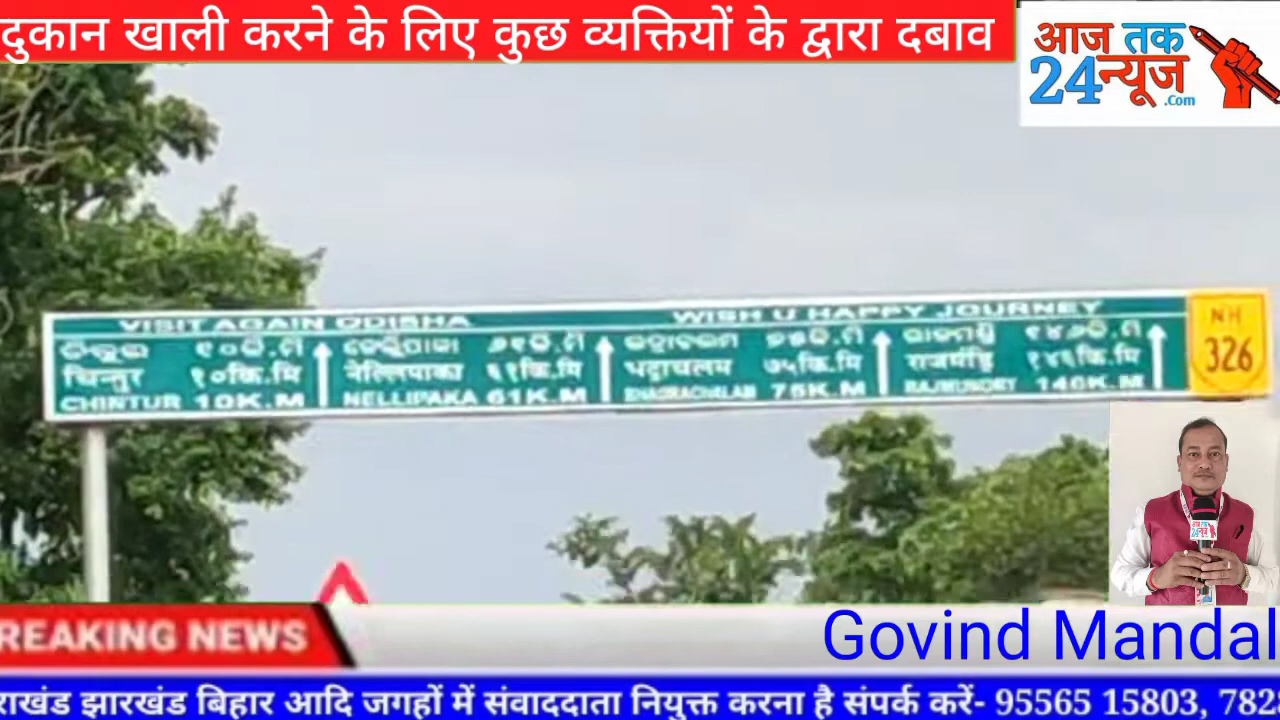 दुकान खाली करने के लिए कुछ व्यक्तियों के द्वारा दबाव
आज तक
24न्यूज
.Com
VISIT AGAIN ODISHA
WISH U HAPPY JOURNEY
NH
326
चिन्तुर १०कि.मि
नेल्लिपाका ६१कि.मि
भद्राचलम ७५कि.मि
राजमंड्रि १४६कि.मि
CHINTUR 10K.M
NELLIPAKA 61K.M
BHADRACHALAM 75K.M
RAJMUNDRY 146K.M
REAKING NEWS
Govind Mandal
राखंड झारखंड बिहार आदि जगहों में संवाददाता नियुक्त करना है संपर्क करें- 95565 15803, 782